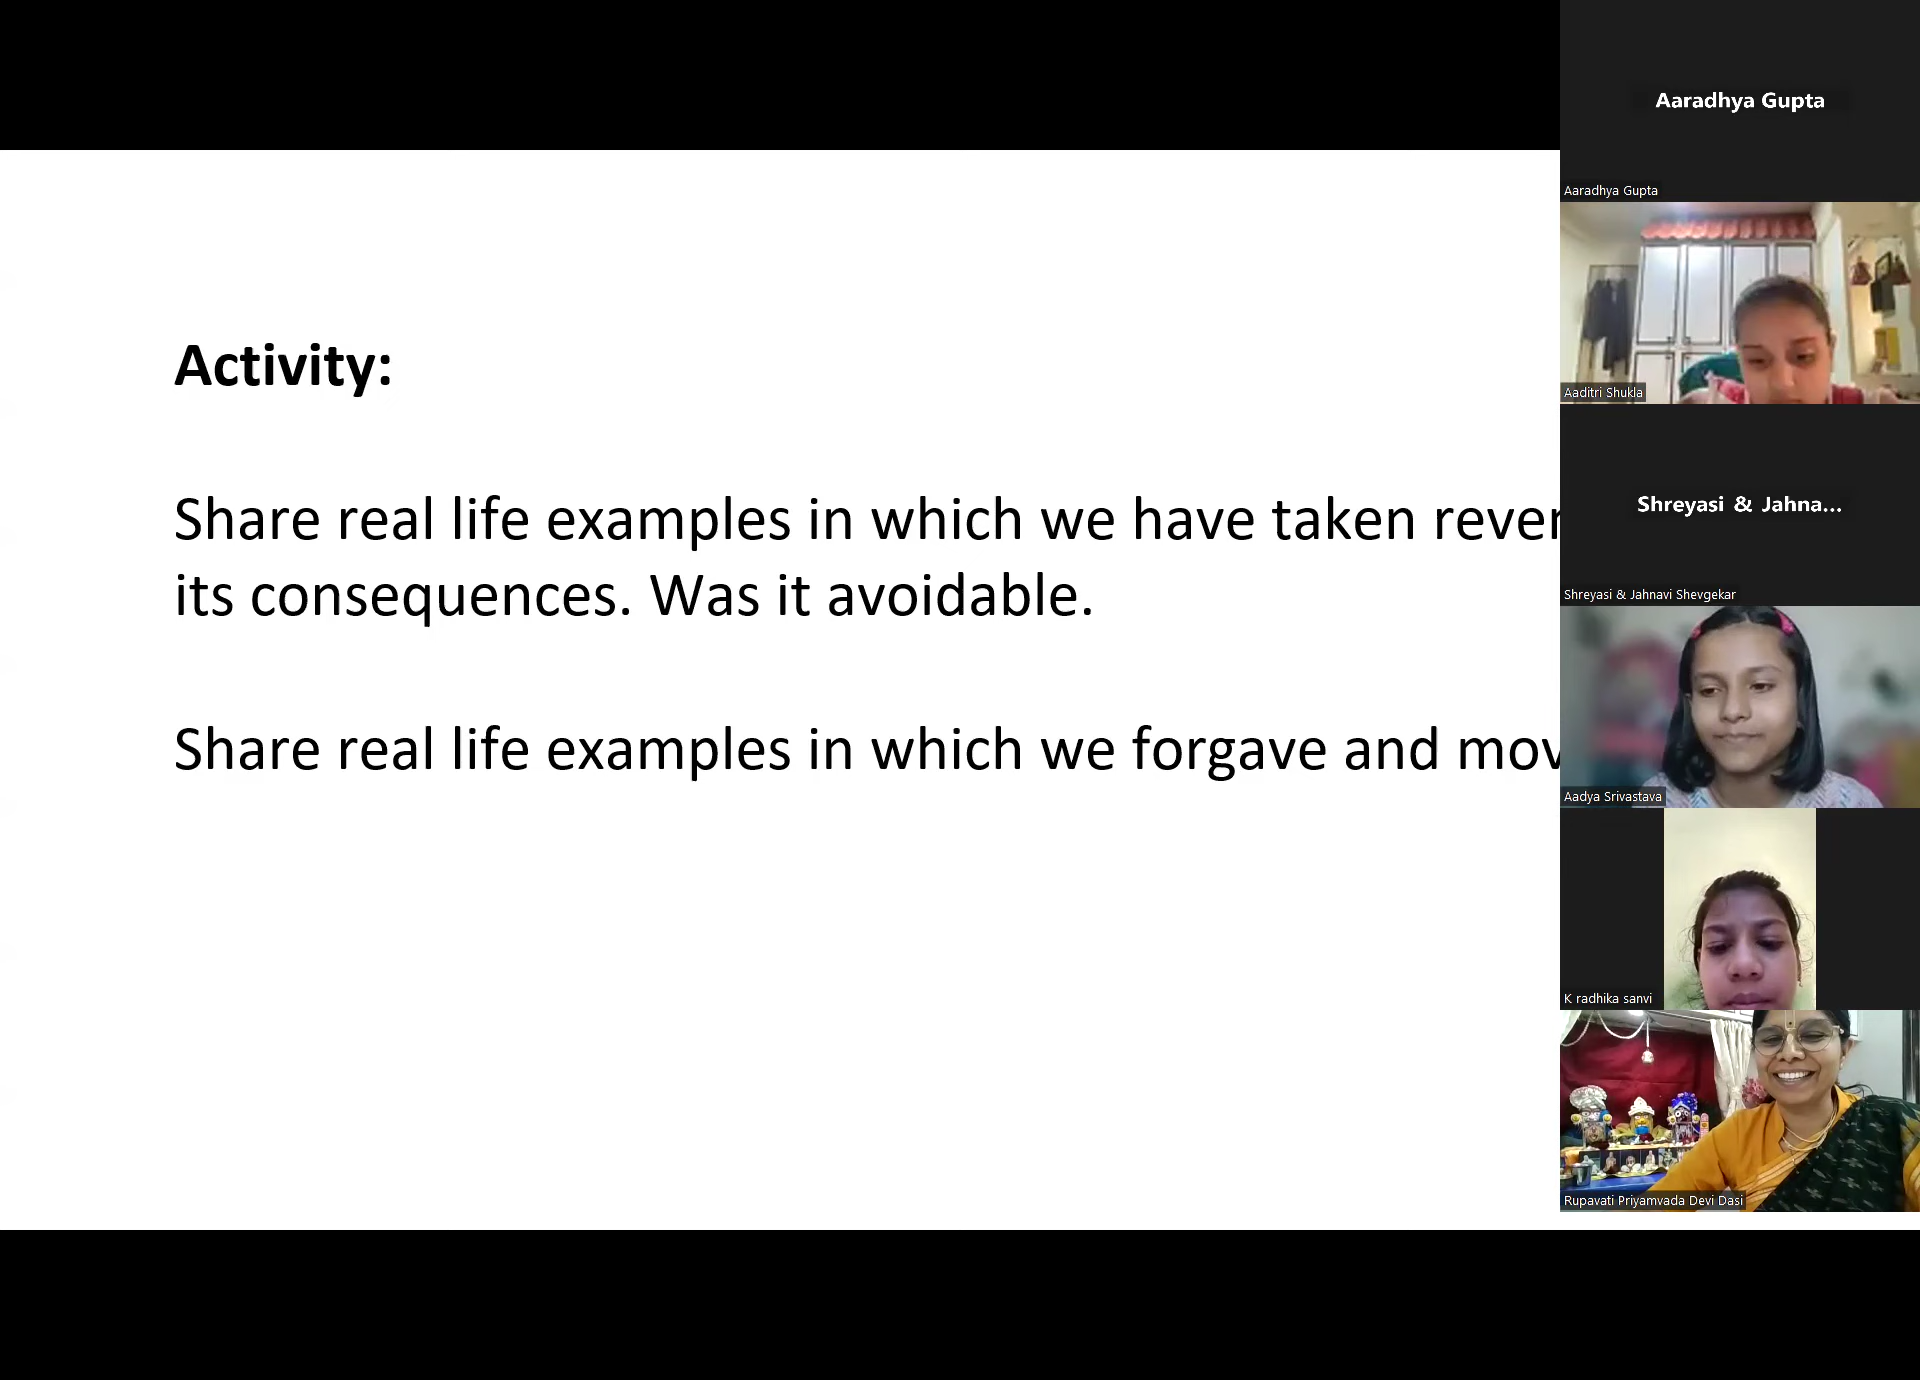 Activity:
Share real life examples in which we have taken
its consequences. Was it avoidable.
Share real life examples in which we forgave and
Aaradhya Gupta
Aaradhya Gupta
Aaditri Shukla
Shreyasi & Jahna...
Shreyasi & Jahnavi Shevgekar
Aadya Srivastava
K radhika sanvi
Rupavati Priyamvada Devi Dasi